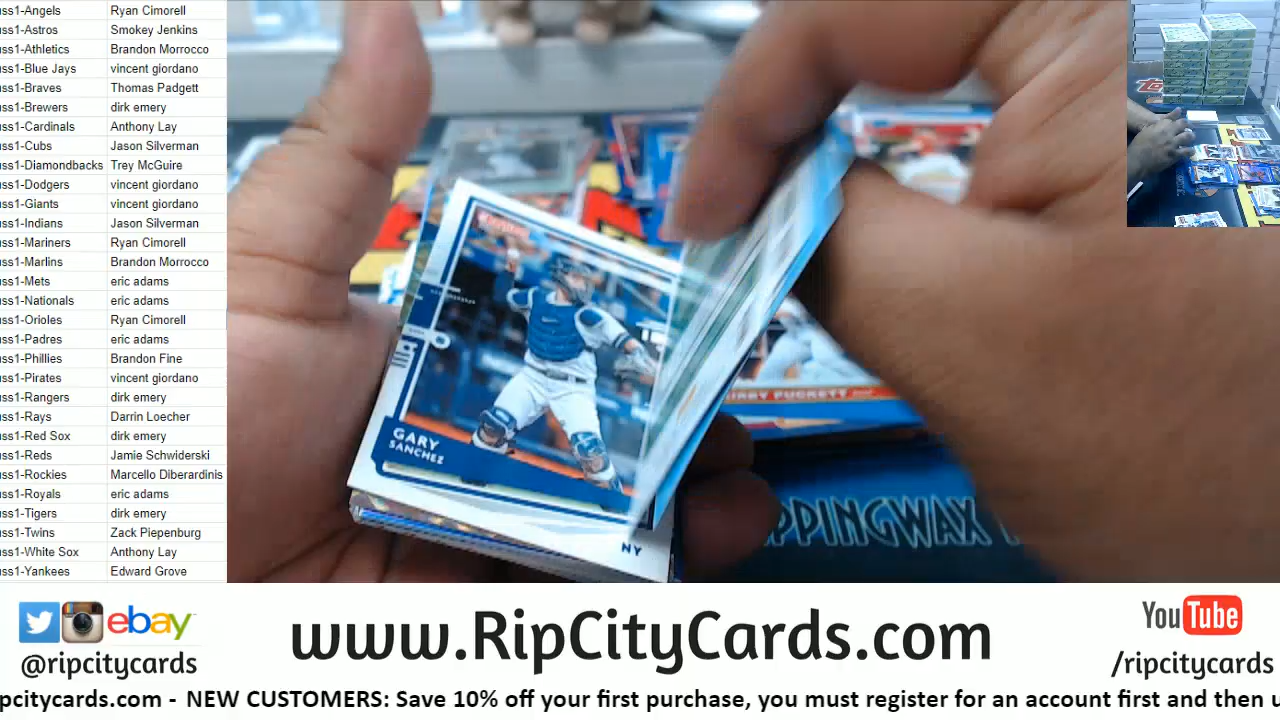 ss1-Angels Ryan Cimorell
ss1-Astros Smokey Jenkins
ss1-Athletics Brandon Morrocco
ss1-Blue Jays vincent giordano
ss1-Braves Thomas Padgett
ss1-Brewers dirk emery
ss1-Cardinals Anthony Lay
ss1-Cubs Jason Silverman
ss1-Diamondbacks Trey McGuire
ss1-Dodgers vincent giordano
ss1-Giants vincent giordano
ss1-Indians Jason Silverman
ss1-Mariners Ryan Cimorell
ss1-Marlins Brandon Morrocco
ss1-Mets eric adams
ss1-Nationals eric adams
ss1-Orioles Ryan Cimorell
ss1-Padres eric adams
ss1-Phillies Brandon Fine
ss1-Pirates vincent giordano
ss1-Rangers dirk emery
ss1-Rays Darrin Loecher
ss1-Red Sox dirk emery
ss1-Reds Jamie Schwiderski
ss1-Rockies Marcello Diberardinis
ss1-Royals eric adams
ss1-Tigers dirk emery
ss1-Twins Zack Piepenburg
ss1-White Sox Anthony Lay
ss1-Yankees Edward Grove
GARY
SANCHEZ
NY
KIRBY PUCKETT
PPINGWAX
ebay
@ripcitycards
www.RipCityCards.com
YouTube
/ripcitycards
pcitycards.com - NEW CUSTOMERS: Save 10% off your first purchase, you must register for an account first and then u